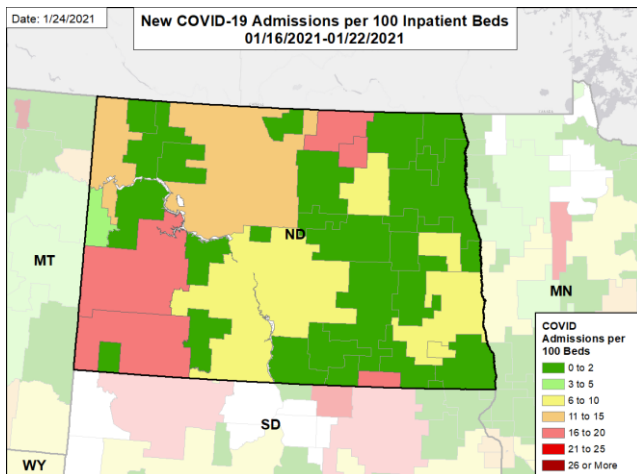 Date: 1/24/2021
New COVID-19 Admissions per 100 Inpatient Beds
01/16/2021-01/22/2021
ND
MT
MN
SD
WY
COVID
Admissions per
100 Beds
0 to 2
3 to 5
6 to 10
11 to 15
16 to 20
21 to 25
26 or More